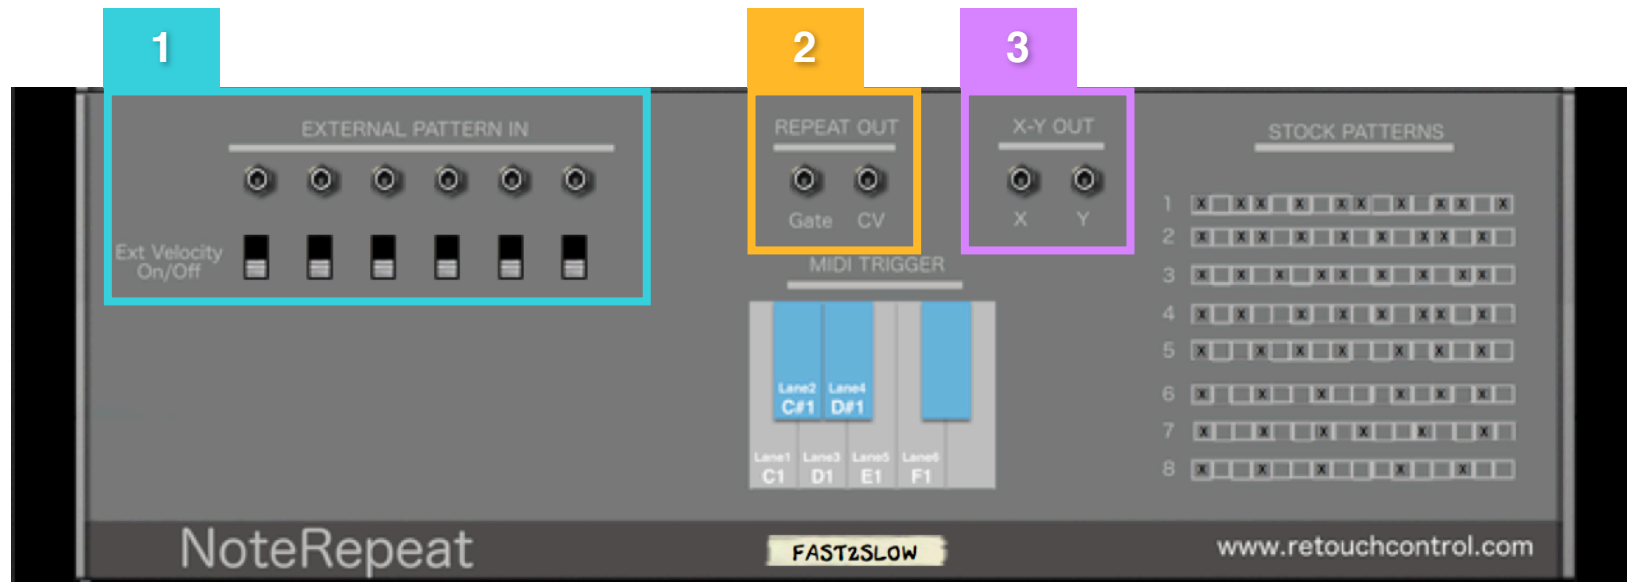 1
2
3
EXTERNAL PATTERN IN
Ext Velocity
On/Off
REPEAT OUT
Gate CV
X-Y OUT
X Y
MIDI TRIGGER
Lane2 Lane4
C#1 D#1
Lane1 Lane3 Lane5 Lane6
C1 D1 E1 F1
STOCK PATTERNS
1 X X X X X X X X X X
2 X X X X X X X X X
3 X X X X X X X X X
4 X X X X X X X X
5 X X X X X X X
6 X X X X X X
7 X X X X X X
8 X X X X X
NoteRepeat
FAST2SLOW
www.retouchcontrol.com